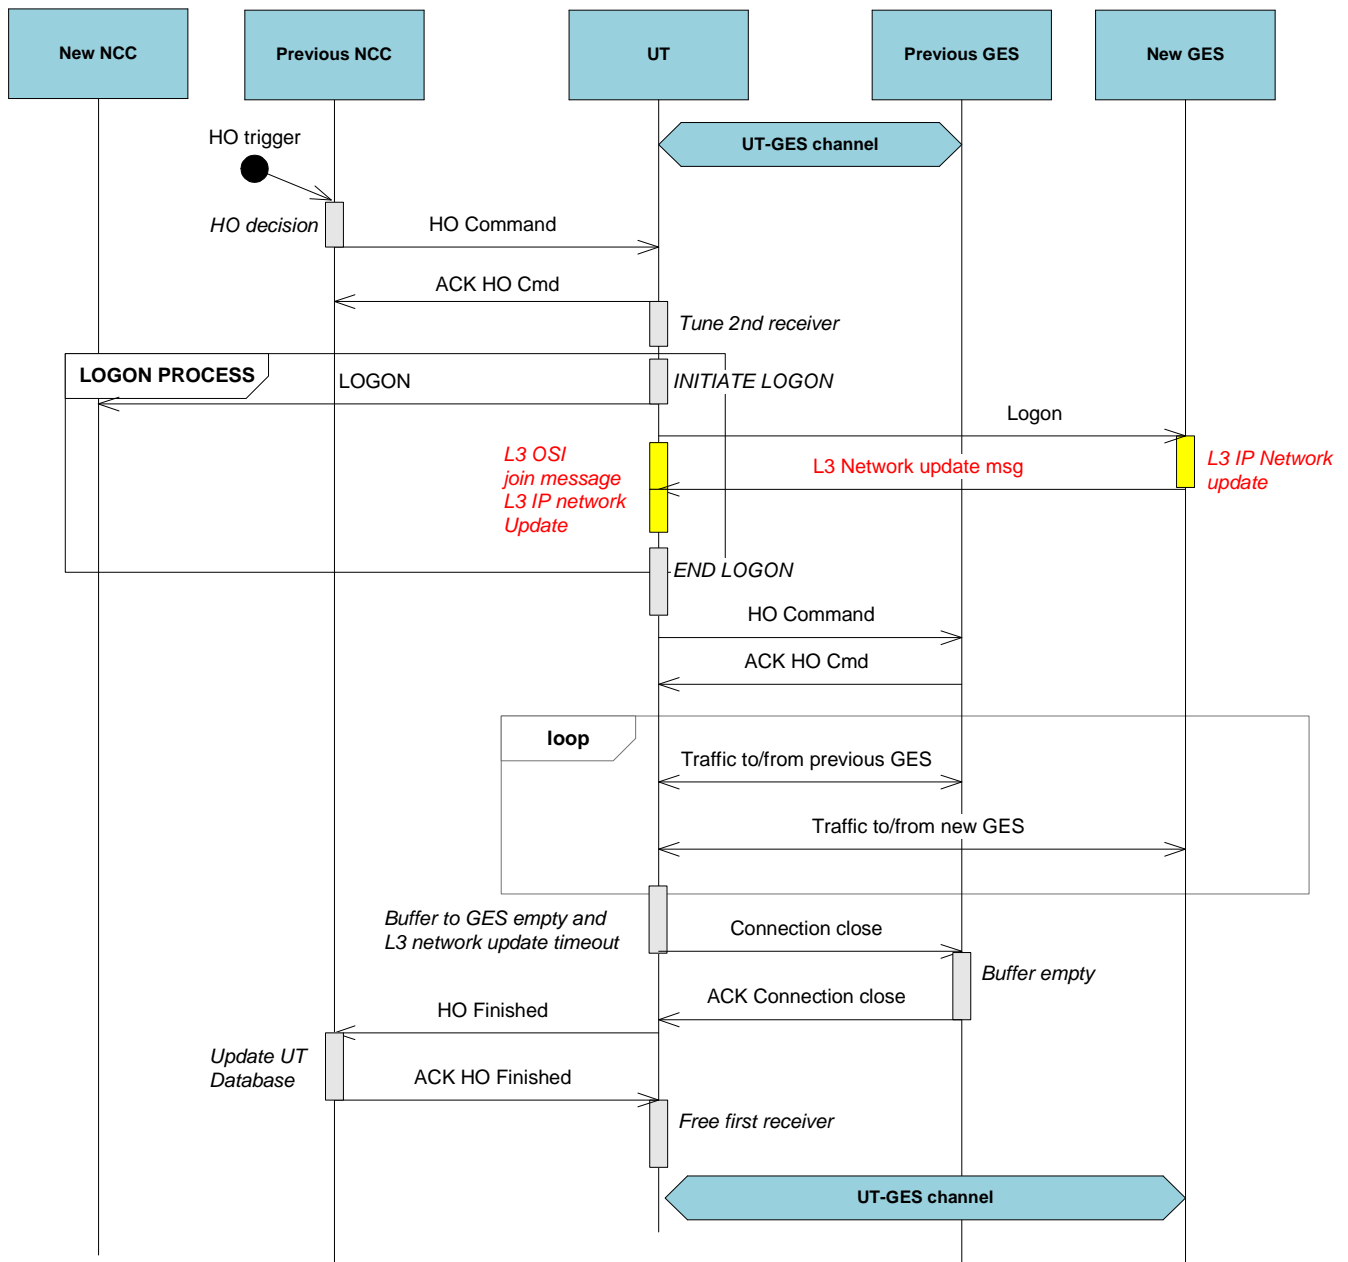 New NCC
Previous NCC
UT
Previous GES
New GES
HO trigger
UT-GES channel
HO decision
HO Command
ACK HO Cmd
Tune 2nd receiver
LOGON PROCESS
LOGON
INITIATE LOGON
Logon
L3 OSI
join message
L3 IP network
Update
L3 Network update msg
L3 IP Network
update
END LOGON
HO Command
ACK HO Cmd
loop
Traffic to/from previous GES
Traffic to/from new GES
Buffer to GES empty and
L3 network update timeout
Connection close
Buffer empty
ACK Connection close
HO Finished
Update UT
Database
ACK HO Finished
Free first receiver
UT-GES channel